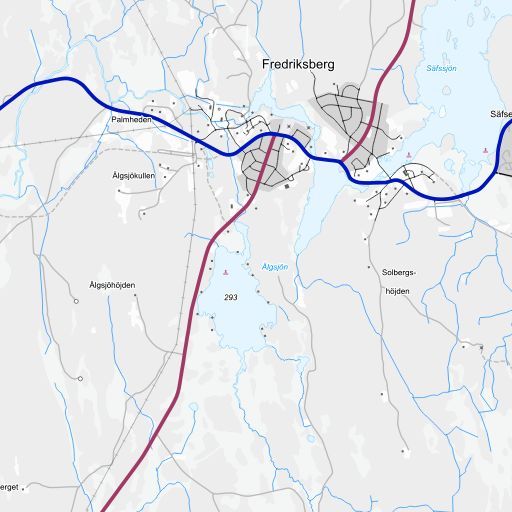 Fredriksberg
Säfssjön
Säfse
Palmheden
Älgsjökullen
Älgsjön
Solbergs-
höjden
Älgsjöhöjden
293
erget